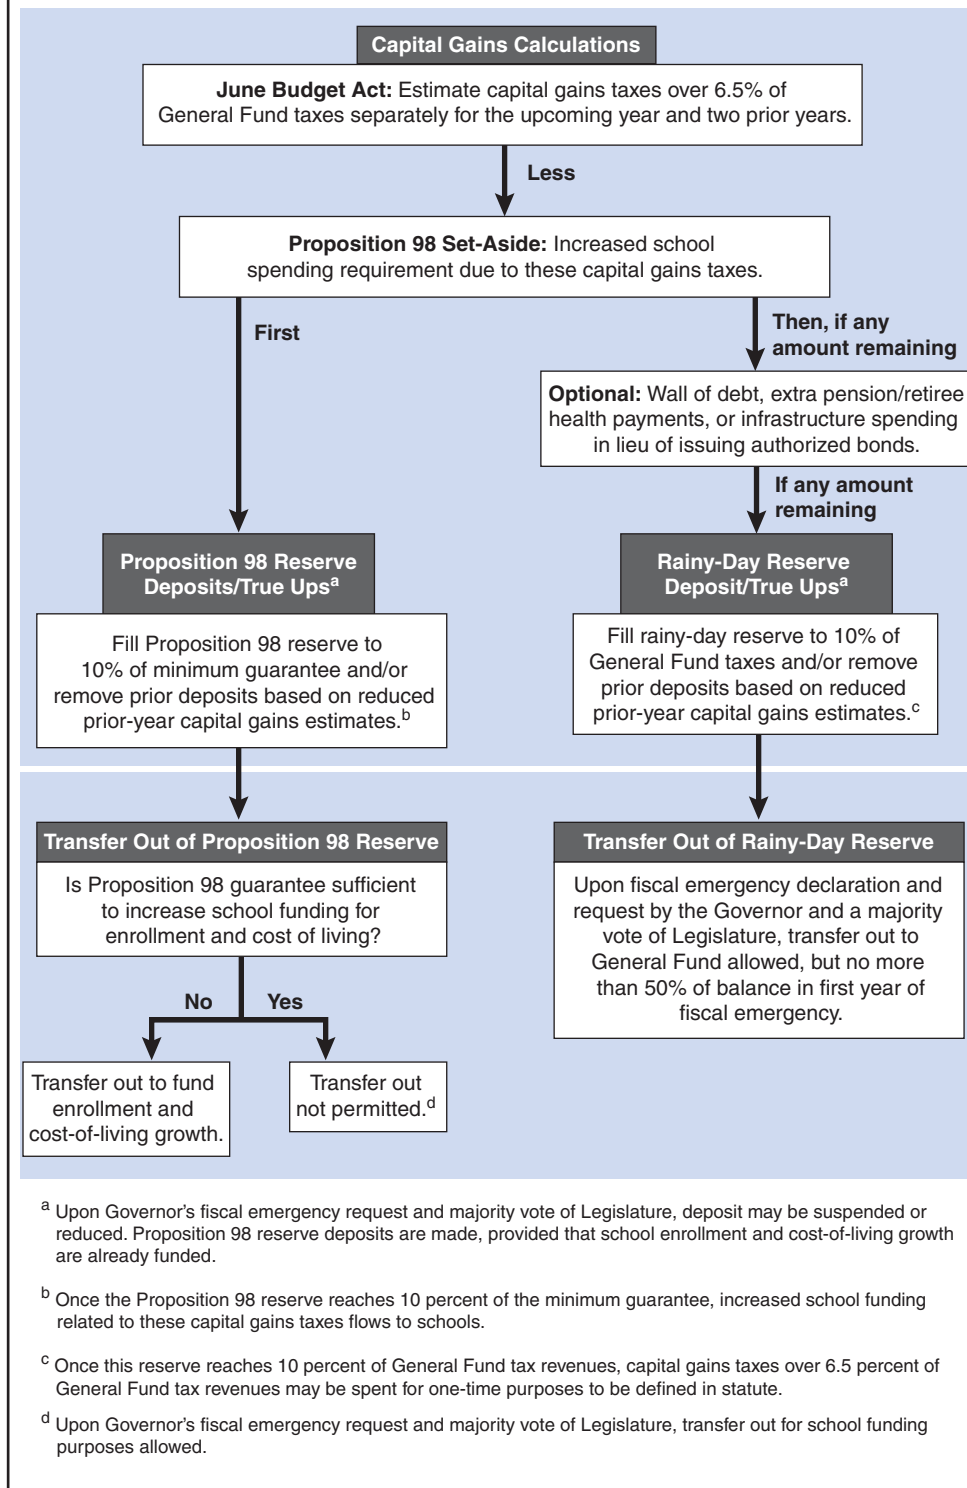 Capital Gains Calculations
June Budget Act: Estimate capital gains taxes over 6.5% of
General Fund taxes separately for the upcoming year and two prior years.
Less
Proposition 98 Set-Aside: Increased school
spending requirement due to these capital gains taxes.
First
Then, if any
amount remaining
Optional: Wall of debt, extra pension/retiree
health payments, or infrastructure spending
in lieu of issuing authorized bonds.
If any amount
remaining
Proposition 98 Reserve
Deposits/True Upsa
Fill Proposition 98 reserve to
10% of minimum guarantee and/or
remove prior deposits based on reduced
prior-year capital gains estimates.b
Rainy-Day Reserve
Deposit/True Upsa
Fill rainy-day reserve to 10% of
General Fund taxes and/or remove
prior deposits based on reduced
prior-year capital gains estimates.c
Transfer Out of Proposition 98 Reserve
Is Proposition 98 guarantee sufficient
to increase school funding for
enrollment and cost of living?
No
Yes
Transfer out to fund
enrollment and
cost-of-living growth.
Transfer out
not permitted.d
Transfer Out of Rainy-Day Reserve
Upon fiscal emergency declaration and
request by the Governor and a majority
vote of Legislature, transfer out to
General Fund allowed, but no more
than 50% of balance in first year of
fiscal emergency.
a Upon Governor's fiscal emergency request and majority vote of Legislature, deposit may be suspended or
reduced. Proposition 98 reserve deposits are made, provided that school enrollment and cost-of-living growth
are already funded.
b Once the Proposition 98 reserve reaches 10 percent of the minimum guarantee, increased school funding
related to these capital gains taxes flows to schools.
c Once this reserve reaches 10 percent of General Fund tax revenues, capital gains taxes over 6.5 percent of
General Fund tax revenues may be spent for one-time purposes to be defined in statute.
d Upon Governor's fiscal emergency request and majority vote of Legislature, transfer out for school funding
purposes allowed.